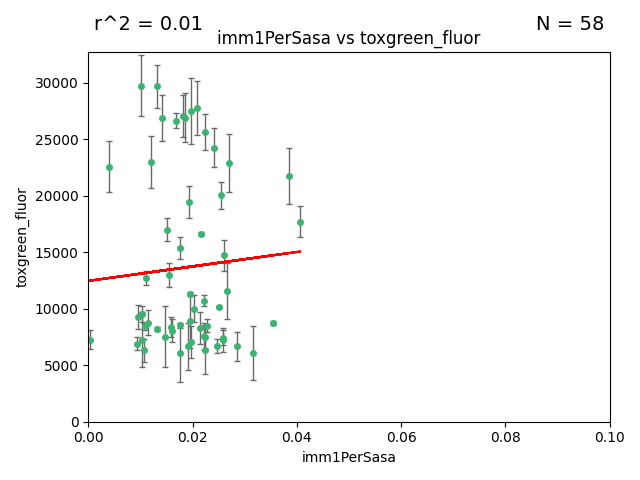 r^2 = 0.01
N = 58
imm1PerSasa vs toxgreen_fluor
toxgreen_fluor
30000
25000
20000
15000
10000
5000
0
0.00
0.02
0.04
0.06
0.08
0.10
imm1PerSasa